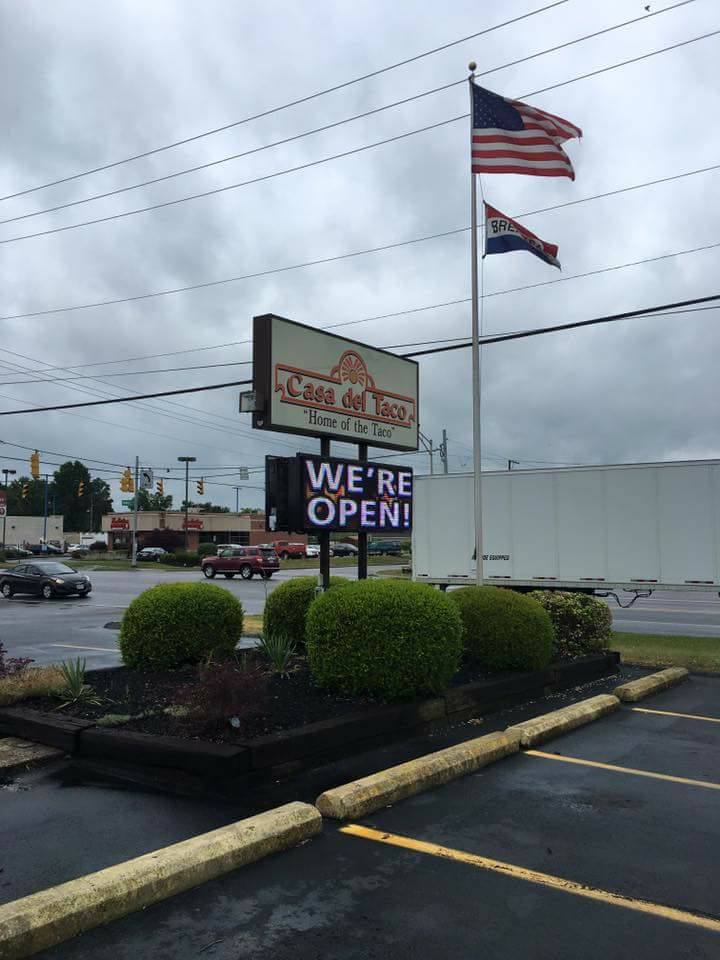 Casa del Taco
"Home of the Taco"
WE'RE
OPEN!